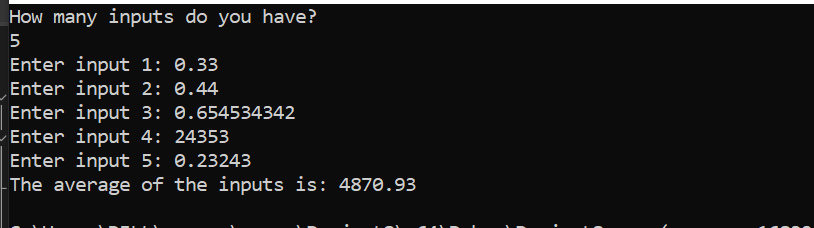 How many inputs do you have?
5
Enter input 1: 0.33
Enter input 2: 0.44
Enter input 3: 0.654534342
Enter input 4: 24353
Enter input 5: 0.23243
The average of the inputs is: 4870.93